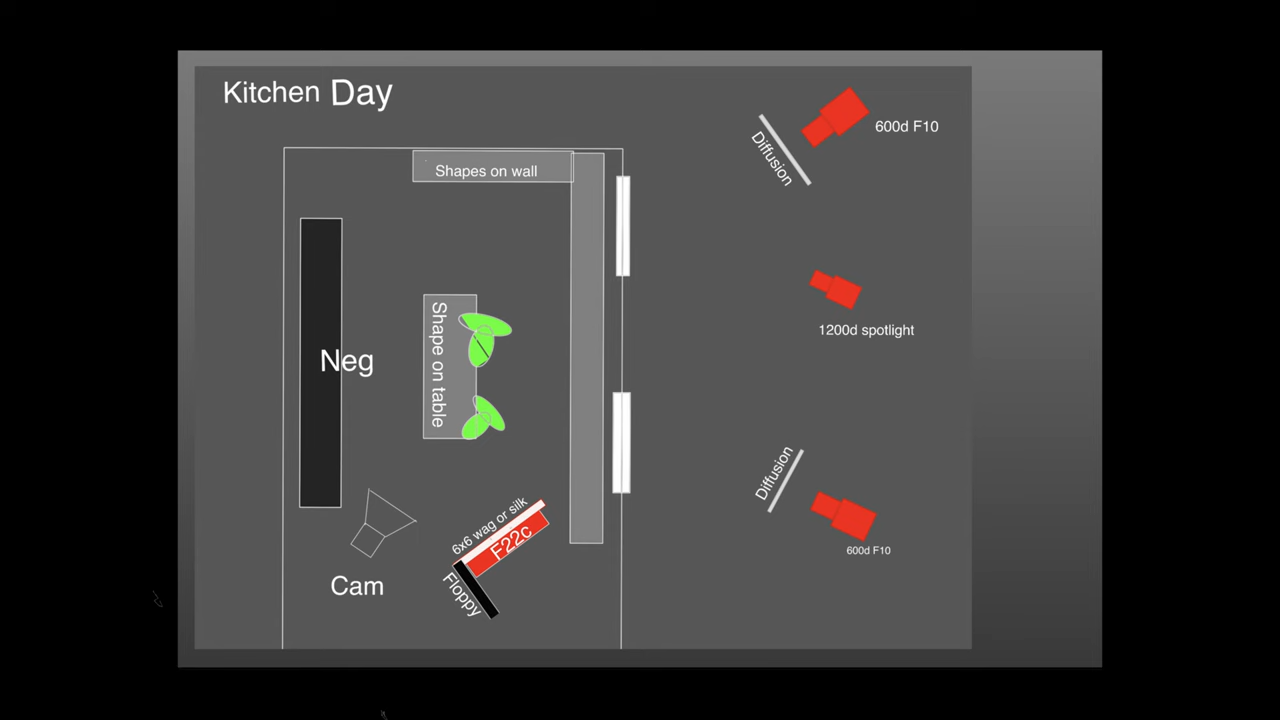 Kitchen Day
600d F10
Diffusion
Shapes on wall
1200d spotlight
Neg
Shape on table
Diffusion
6x6 wag or silk
F22c
600d F10
Floppy
Cam